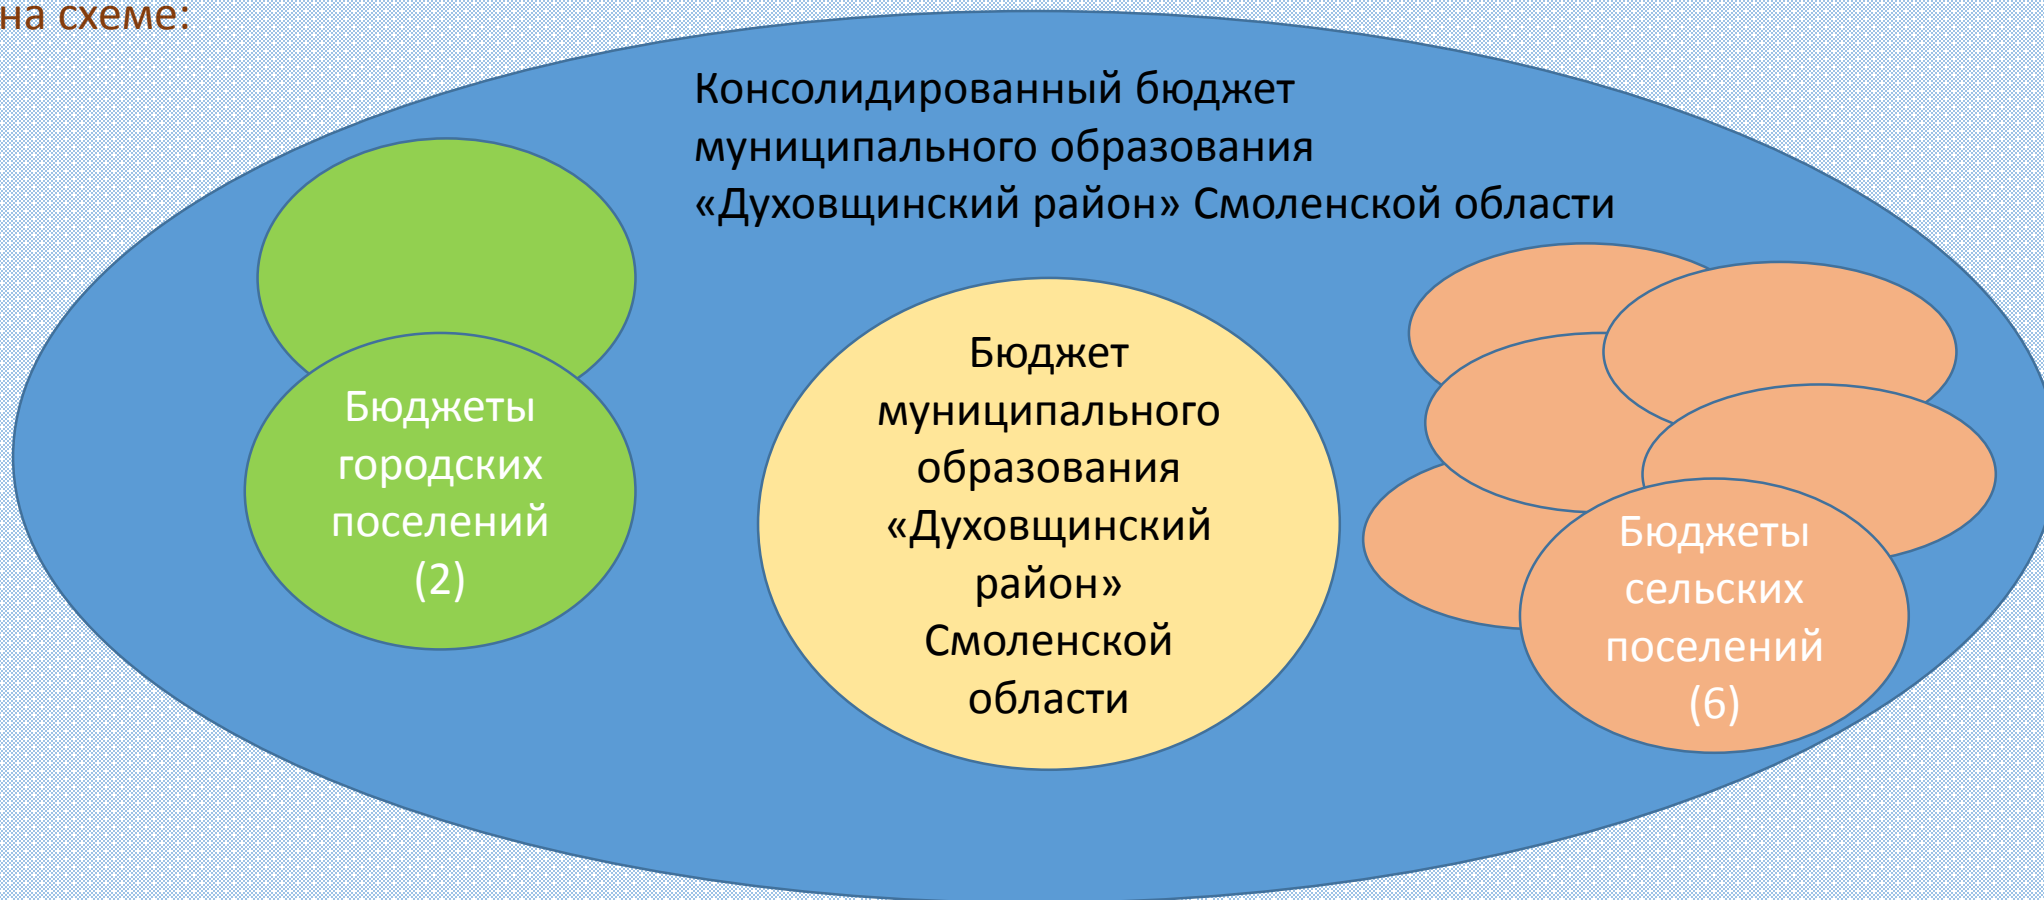 на схеме:
Консолидированный бюджет
муниципального образования
«Духовщинский район» Смоленской области
Бюджеты
городских
поселений
(2)
Бюджет
муниципального
образования
«Духовщинский
район»
Смоленской
области
Бюджеты
сельских
поселений
(6)